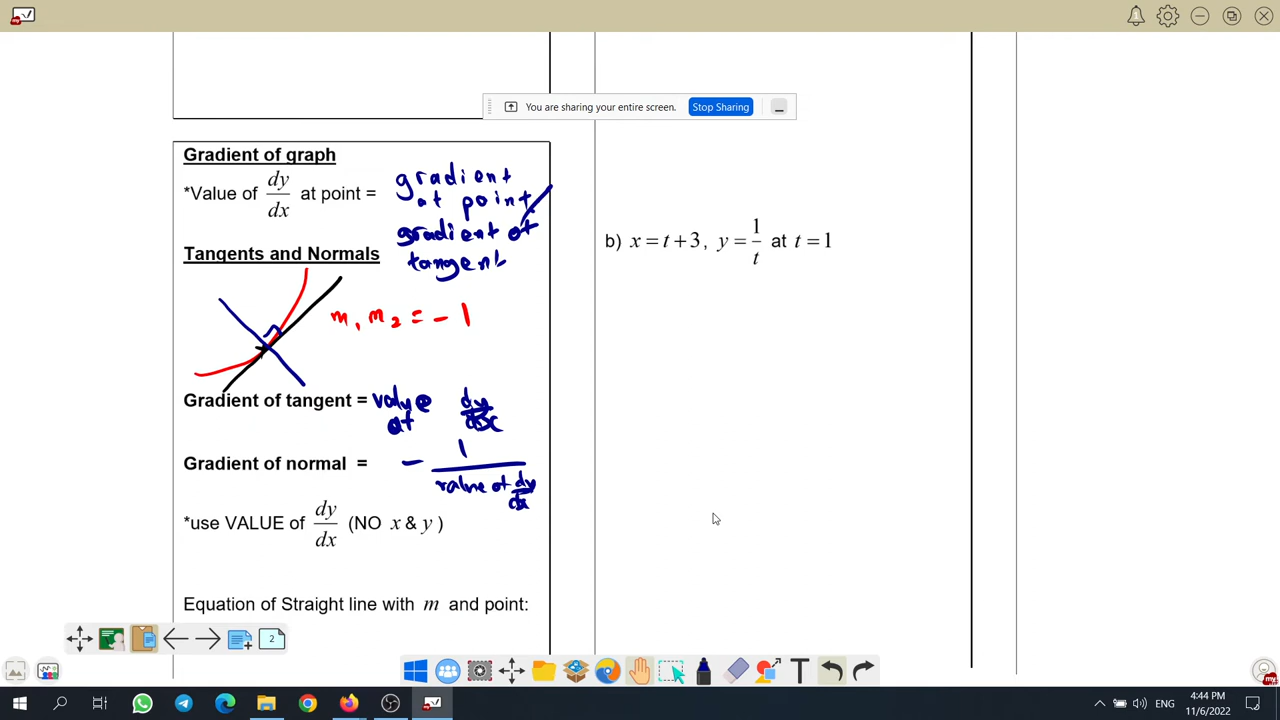 You are sharing your entire screen.
Stop Sharing
Gradient of graph
*Value of dy/dx at point =
gradient
at point
gradient of
tangent
Tangents and Normals
m₁ m₂ = -1
Gradient of tangent = value of dy/dx
Gradient of normal = - 1/value of dy/dx
*use VALUE of dy/dx (NO x & y)
Equation of Straight line with m and point:
b) x = t + 3, y = 1/t at t = 1
2
T
ENG
4:44 PM
11/6/2022